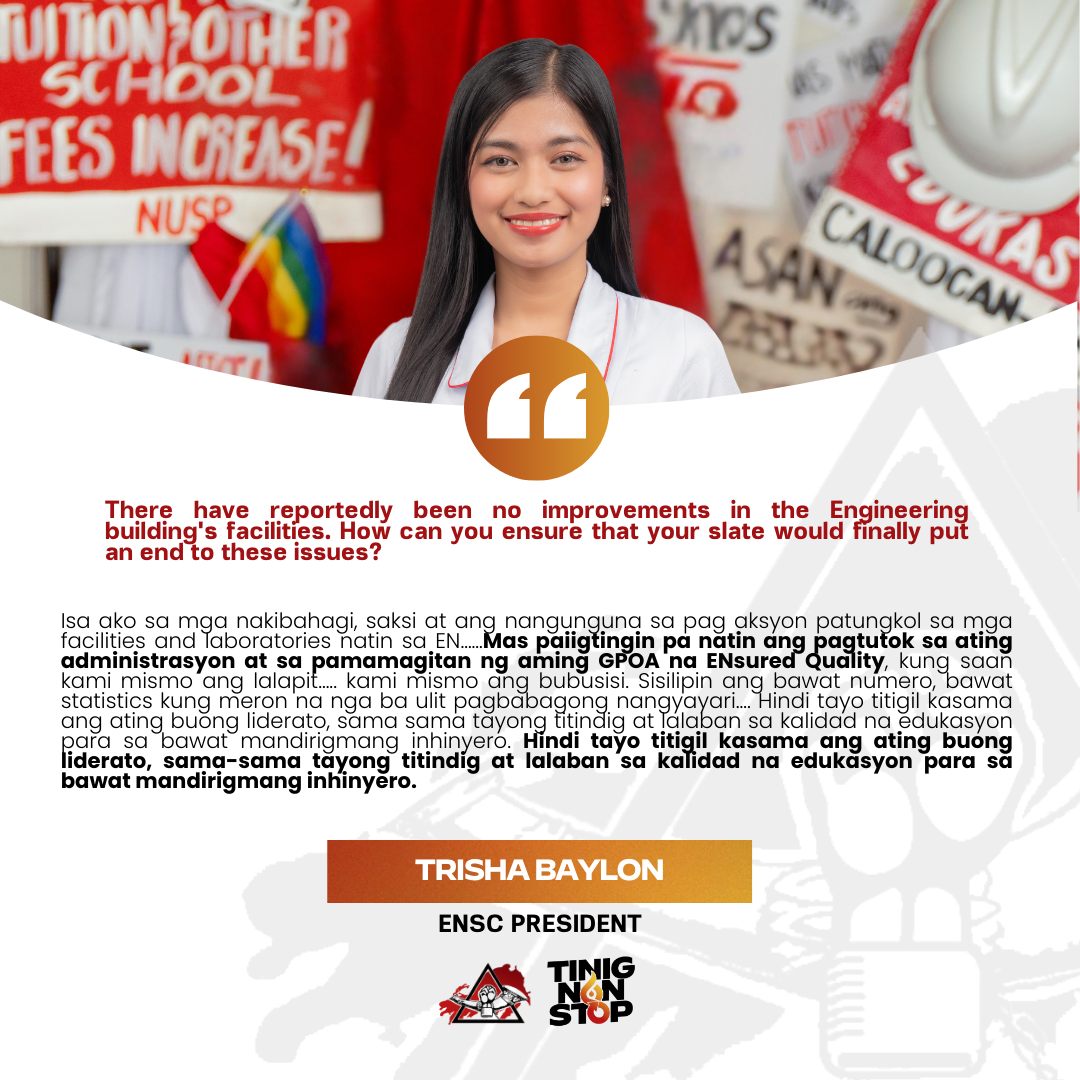 TUITION & OTHER
SCHOOL
FEES INCREASE!
NUSP
ASAN ang
EDUKAS
CALOOCAN-
There have reportedly been no improvements in the Engineering
building's facilities. How can you ensure that your slate would finally put
an end to these issues?
Isa ako sa mga nakibahagi, saksi at ang nangunguna sa pag aksyon patungkol sa mga
facilities and laboratories natin sa EN......Mas paiigtingin pa natin ang pagtutok sa ating
administrasyon at sa pamamagitan ng aming GPOA na ENsured Quality, kung saan
kami mismo ang lalapit..... kami mismo ang bubusisi. Sisilipin ang bawat numero, bawat
statistics kung meron na nga ba ulit pagbabagong nangyayari.... Hindi tayo titigil kasama
ang ating buong liderato, sama sama tayong titindig at lalaban sa kalidad na edukasyon
para sa bawat mandirigmang inhinyero. Hindi tayo titigil kasama ang ating buong
liderato, sama-sama tayong titindig at lalaban sa kalidad na edukasyon para sa
bawat mandirigmang inhinyero.
TRISHA BAYLON
ENSC PRESIDENT
TINIG
NON
STOP